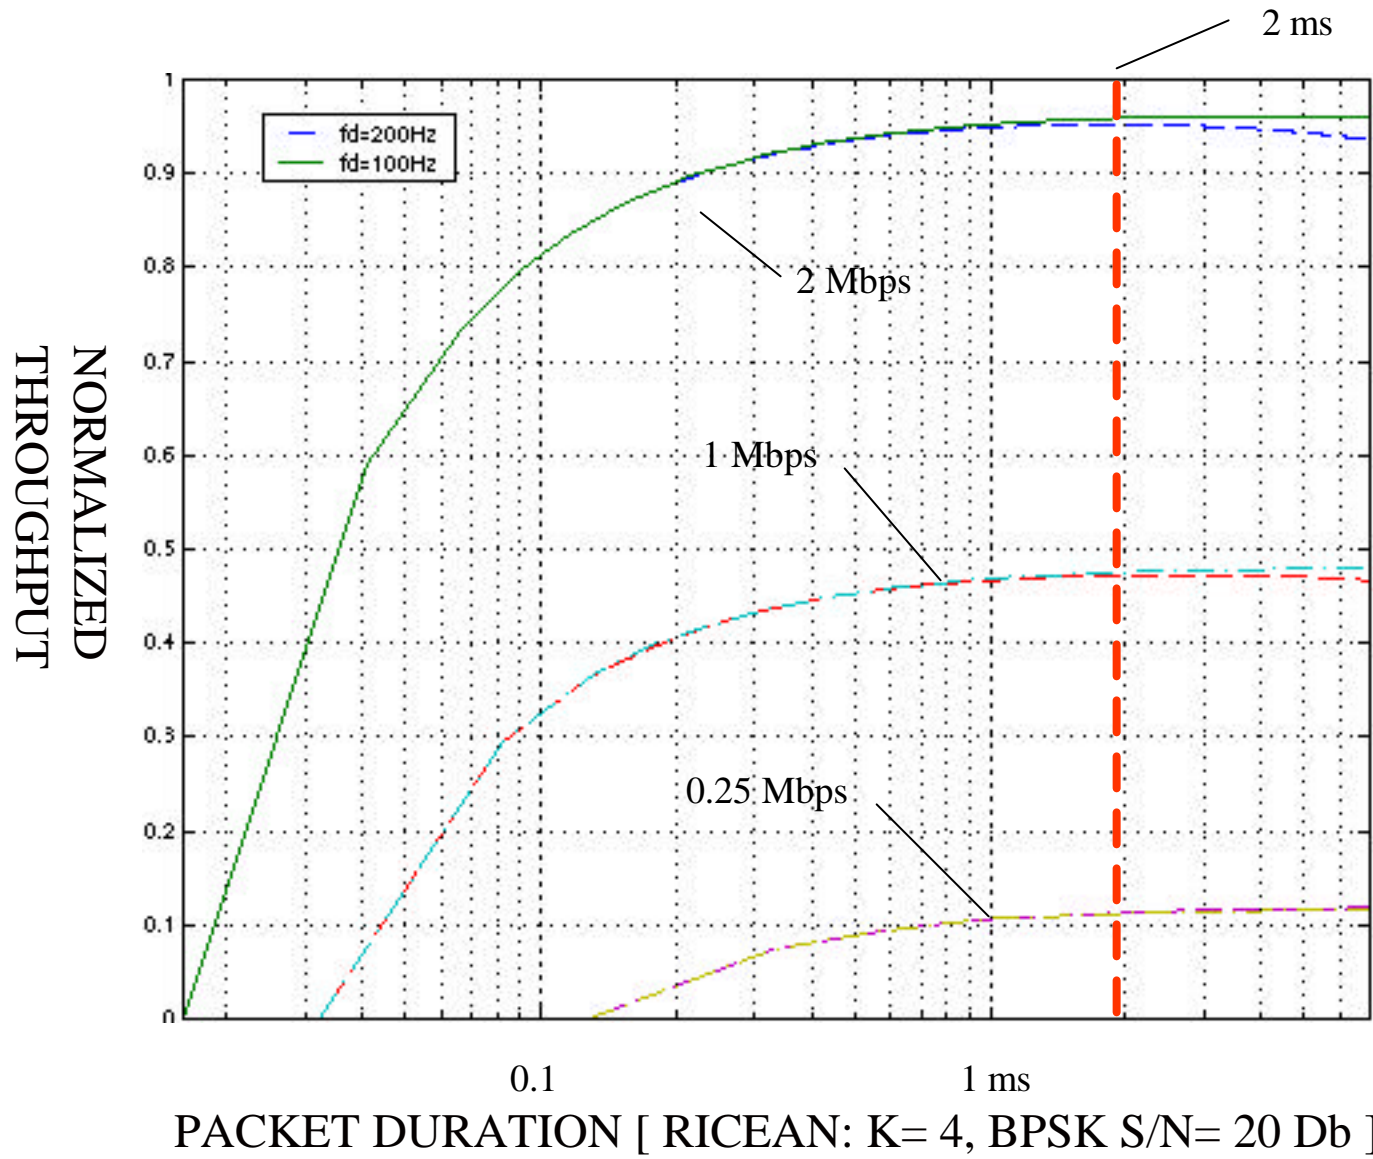 2 ms
1
fd=200Hz
fd=100Hz
0.9
0.8
2 Mbps
0.7
0.6
1 Mbps
0.5
0.4
0.3
0.25 Mbps
0.2
0.1
0
NORMALIZED
THROUGHPUT
0.1
1 ms
PACKET DURATION [ RICEAN: K= 4, BPSK S/N= 20 Db ]